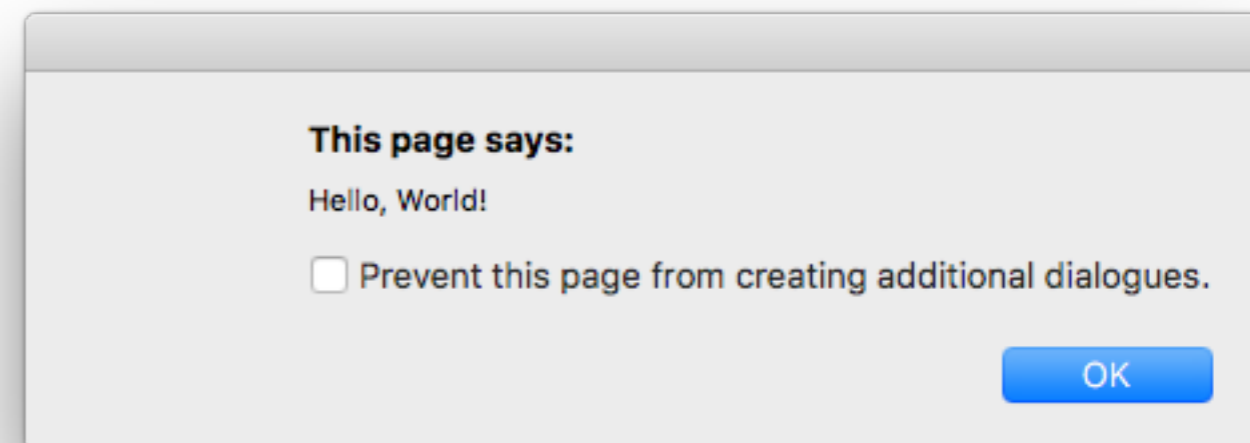 This page says:
Hello, World!
Prevent this page from creating additional dialogues.
OK